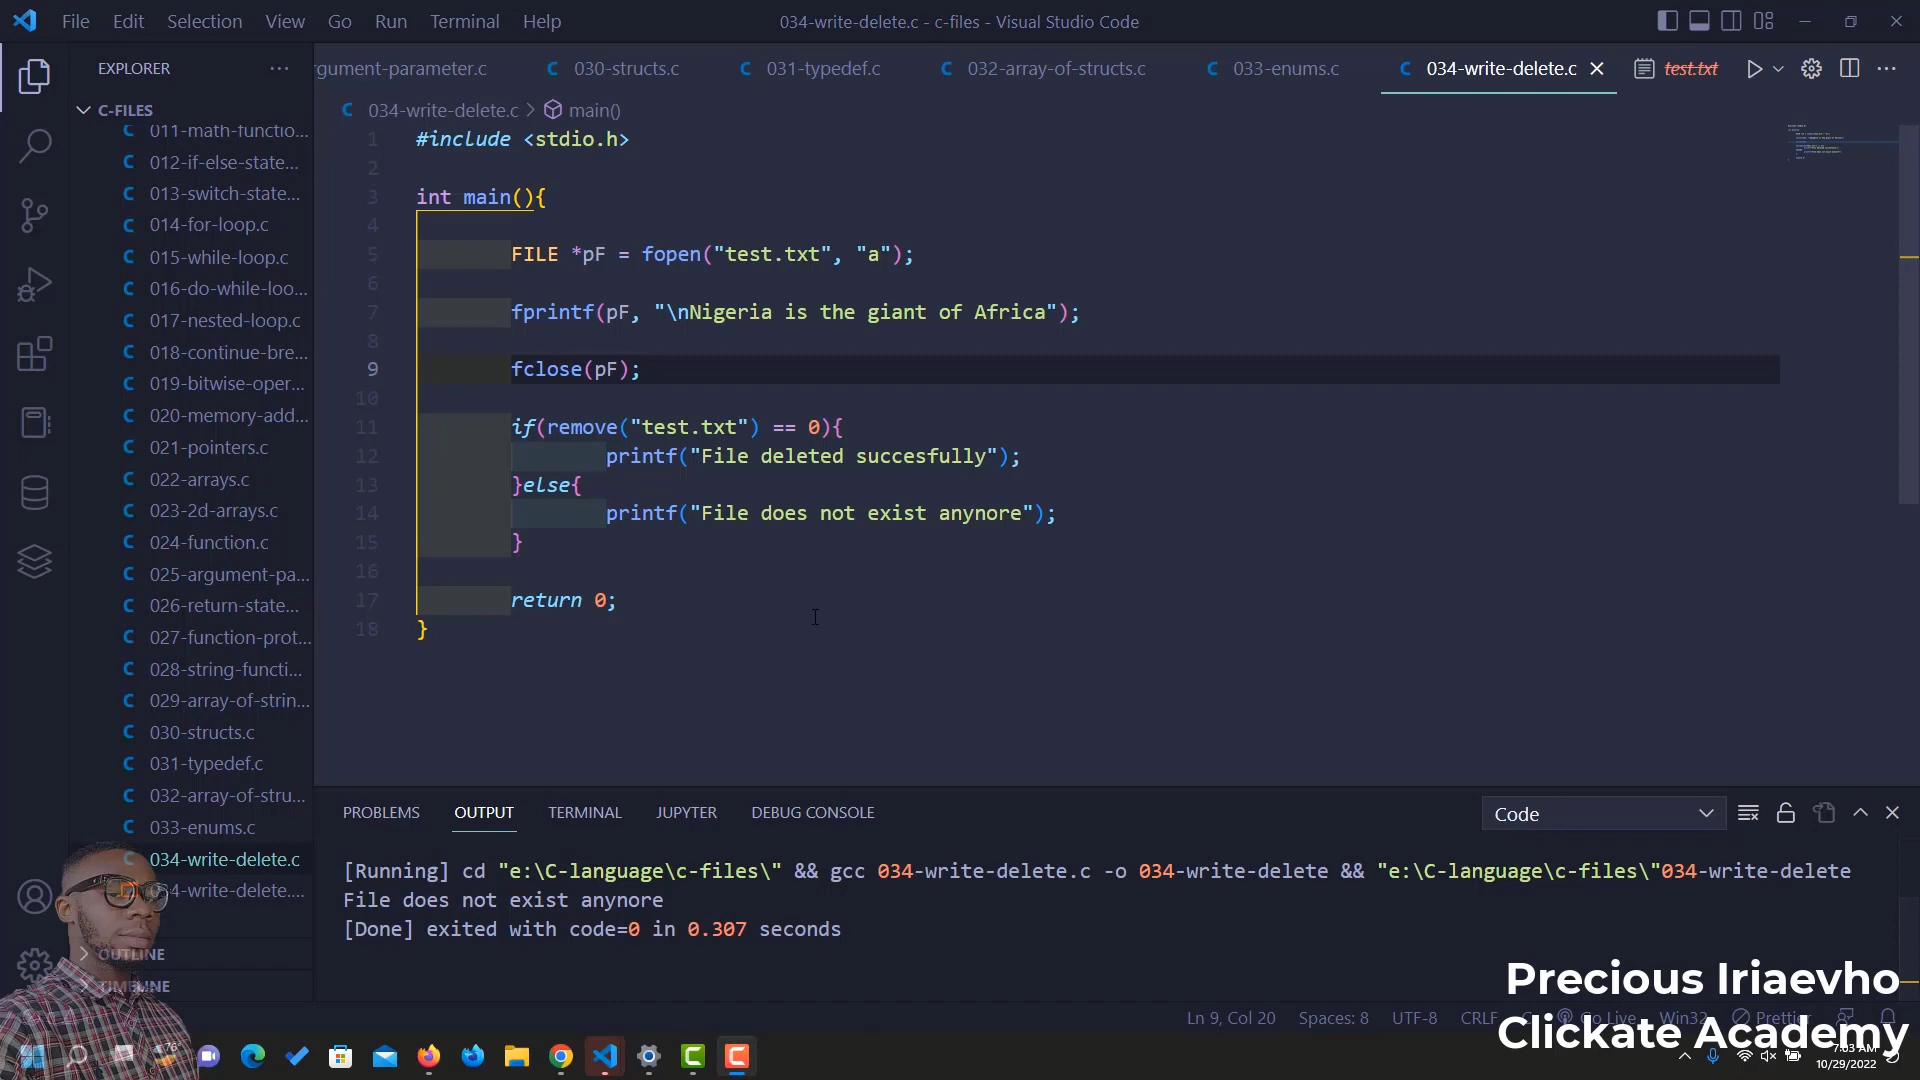 File Edit Selection View Go Run Terminal Help
034-write-delete.c - c-files - Visual Studio Code
EXPLORER
C-FILES
011-math-functio...
012-if-else-state...
013-switch-state...
014-for-loop.c
015-while-loop.c
016-do-while-loo...
017-nested-loop.c
018-continue-bre...
019-bitwise-oper...
020-memory-add...
021-pointers.c
022-arrays.c
023-2d-arrays.c
024-function.c
025-argument-pa...
026-return-state...
027-function-prot...
028-string-functi...
029-array-of-strin...
030-structs.c
031-typedef.c
032-array-of-stru...
033-enums.c
034-write-delete.c
OUTLINE
TIMELINE
gument-parameter.c 030-structs.c 031-typedef.c 032-array-of-structs.c 033-enums.c 034-write-delete.c test.txt
034-write-delete.c > main()
1 #include <stdio.h>
2
3 int main(){
4
5 FILE *pF = fopen("test.txt", "a");
6
7 fprintf(pF, "\nNigeria is the giant of Africa");
8
9 fclose(pF);
10
11 if(remove("test.txt") == 0){
12 printf("File deleted succesfully");
13 }else{
14 printf("File does not exist anynore");
15 }
16
17 return 0;
18 }
PROBLEMS OUTPUT TERMINAL JUPYTER DEBUG CONSOLE
Code
[Running] cd "e:\C-language\c-files\" && gcc 034-write-delete.c -o 034-write-delete && "e:\C-language\c-files\"034-write-delete
File does not exist anynore
[Done] exited with code=0 in 0.307 seconds
Precious Iriaevho
Clickate Academy
Ln 9, Col 20 Spaces: 8 UTF-8 CRLF Go Live Win32 Prettier
7:03 AM
10/29/2022